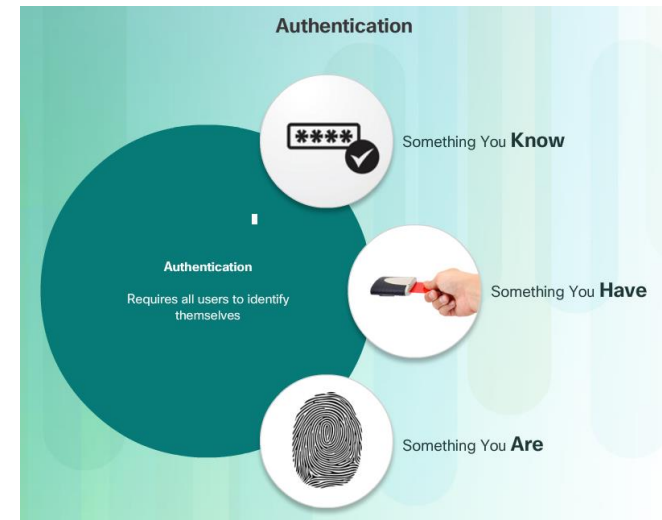 Authentication
****
Something You Know
Authentication
Requires all users to identify
themselves
Something You Have
Something You Are